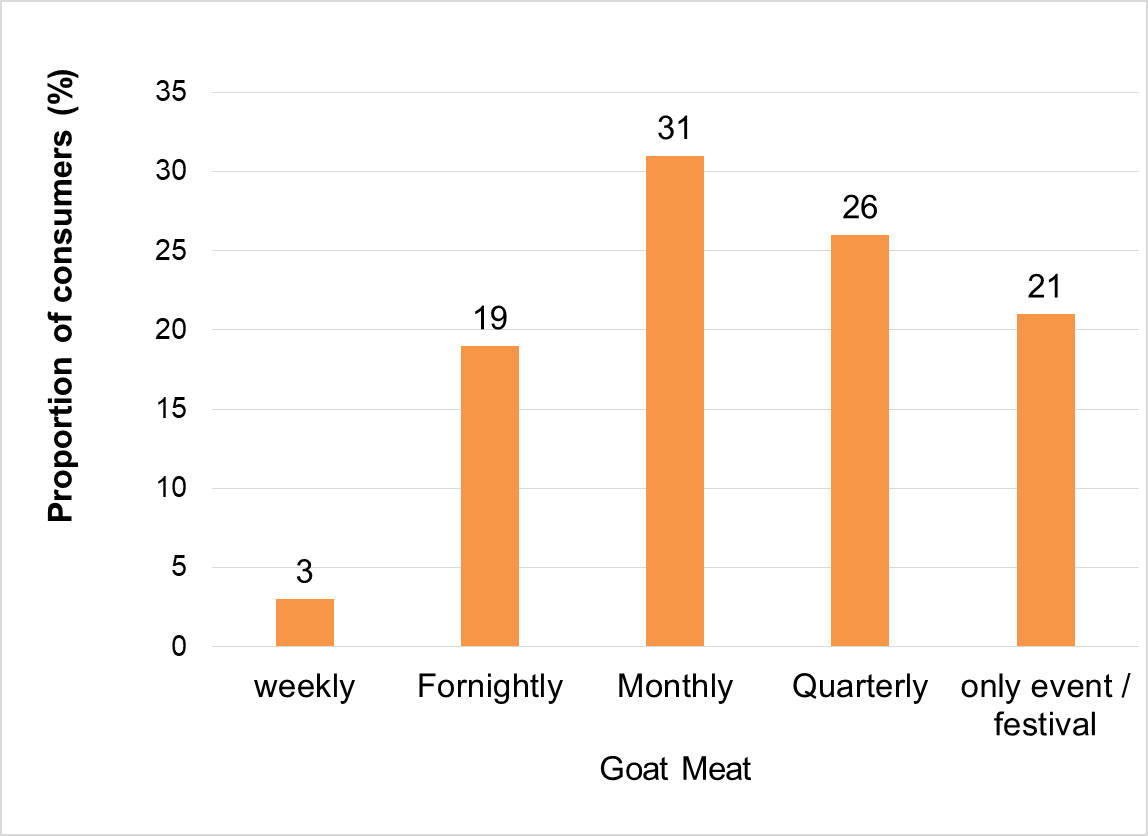 Proportion of consumers (%)
35
30
25
20
15
10
5
0
3
19
31
26
21
weekly
Fornightly
Monthly
Quarterly
only event /
festival
Goat Meat